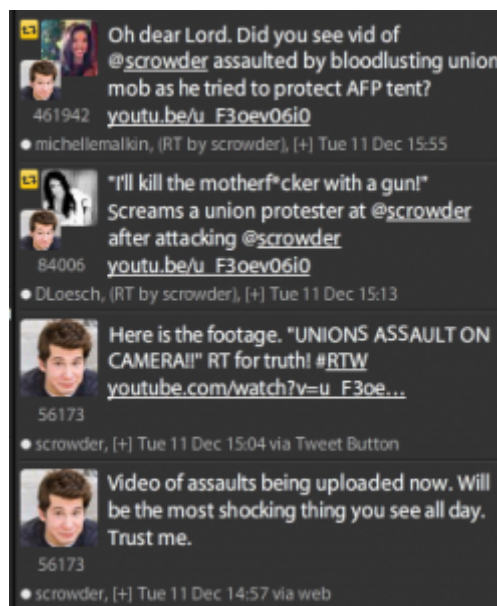 Oh dear Lord. Did you see vid of
@scrowder assaulted by bloodlusting union
mob as he tried to protect AFP tent?
461942 youtu.be/u_F3oev06i0
michellemalkin, (RT by scrowder), [+] Tue 11 Dec 15:55
"I'll kill the motherf*cker with a gun!"
Screams a union protester at @scrowder
after attacking @scrowder
84006 youtu.be/u_F3oev06i0
DLoesch, (RT by scrowder), [+] Tue 11 Dec 15:13
Here is the footage. "UNIONS ASSAULT ON
CAMERA!!" RT for truth! #RTW
youtube.com/watch?v=u_F3oe...
56173
scrowder, [+] Tue 11 Dec 15:04 via Tweet Button
Video of assaults being uploaded now. Will
be the most shocking thing you see all day.
Trust me.
56173
scrowder, [+] Tue 11 Dec 14:57 via web